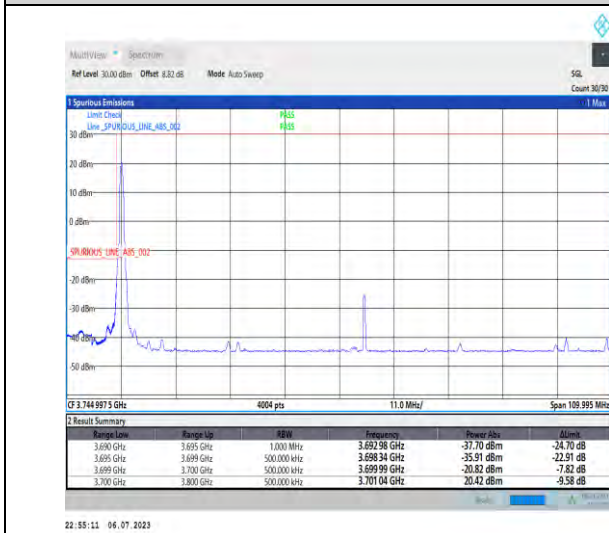 MultiView Spectrum
Ref Level 30.00 dBm Offset 8.82 dB Mode Auto Sweep SGL
Count 30/30
1 Spurious Emissions 1 Max
Limit Check PASS
Line _SPURIOUS_LINE_ABS_002 PASS
30 dBm
20 dBm
10 dBm
0 dBm
SPURIOUS_LINE_ABS_002
-20 dBm
-30 dBm
-40 dBm
-50 dBm
CF 3.744 997 5 GHz 4004 pts 11.0 MHz/ Span 109.995 MHz
2 Result Summary
Range Low Range Up RBW Frequency Power Abs ΔLimit
3.690 GHz 3.695 GHz 1.000 MHz 3.692 98 GHz -37.70 dBm -24.70 dB
3.695 GHz 3.699 GHz 500.000 kHz 3.698 34 GHz -35.91 dBm -22.91 dB
3.699 GHz 3.700 GHz 500.000 kHz 3.699 99 GHz -20.82 dBm -7.82 dB
3.700 GHz 3.800 GHz 500.000 kHz 3.701 04 GHz 20.42 dBm -9.58 dB
22:55:11 06.07.2023